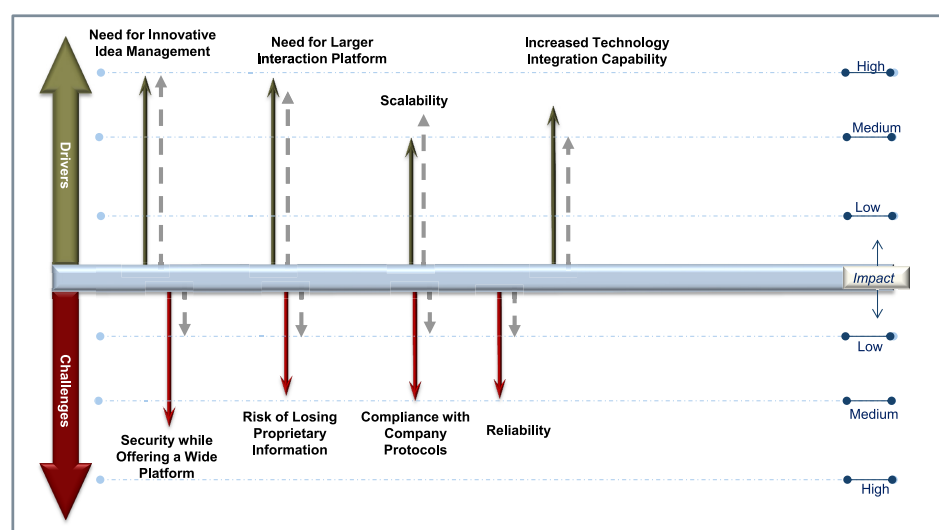 Need for Innovative
Idea Management
Need for Larger
Interaction Platform
Increased Technology
Integration Capability
High
Scalability
Medium
Drivers
Low
Impact
Low
Challenges
Medium
Security while
Offering a Wide
Platform
Risk of Losing
Proprietary
Information
Compliance with
Company
Protocols
Reliability
High